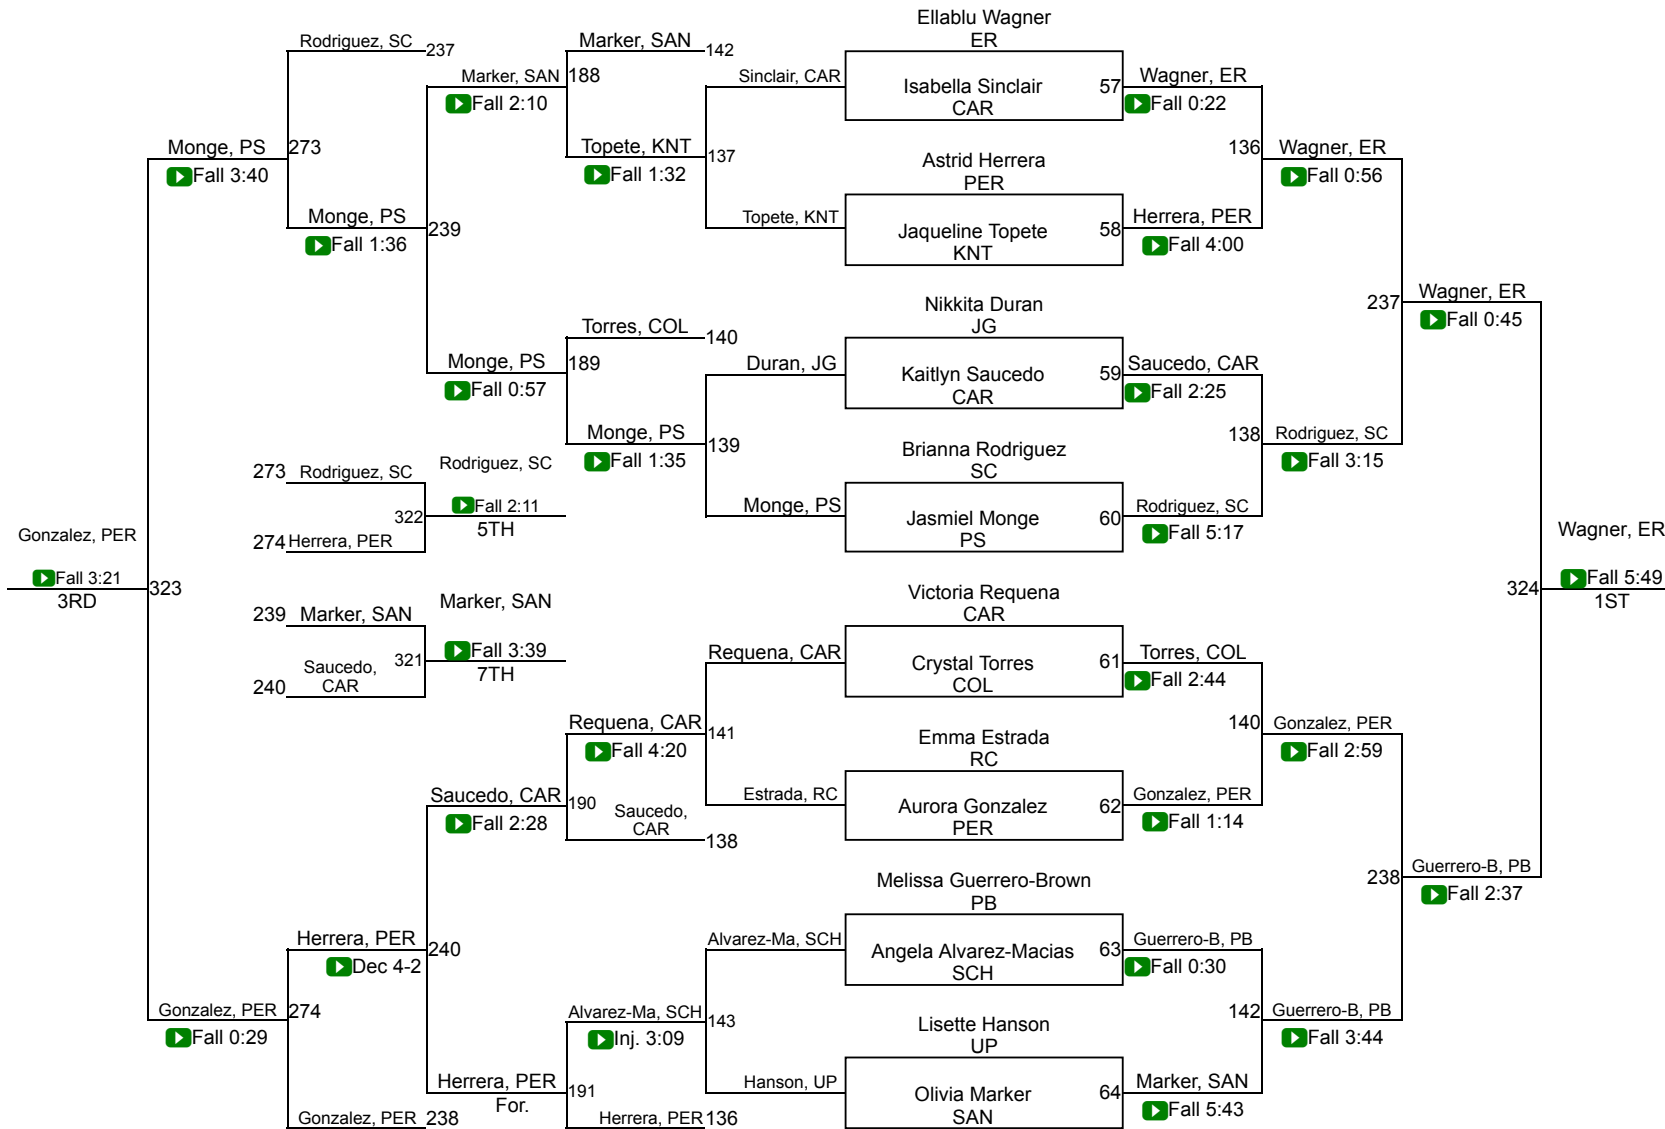 Ellablu Wagner
ER
Rodriguez, SC 237
Marker, SAN 142
Marker, SAN 188
Fall 2:10
Sinclair, CAR
Isabella Sinclair 57
CAR
Wagner, ER
Fall 0:22
Monge, PS 273
Fall 3:40
Topete, KNT 137
Fall 1:32
Astrid Herrera
PER
136 Wagner, ER
Fall 0:56
Monge, PS 239
Fall 1:36
Topete, KNT
Jaqueline Topete 58
KNT
Herrera, PER
Fall 4:00
Nikkita Duran
JG
237 Wagner, ER
Fall 0:45
Torres, COL 140
Monge, PS 189
Fall 0:57
Duran, JG
Kaitlyn Saucedo 59
CAR
Saucedo, CAR
Fall 2:25
Monge, PS 139
Fall 1:35
Brianna Rodriguez
SC
138 Rodriguez, SC
Fall 3:15
273 Rodriguez, SC
Rodriguez, SC
322 Fall 2:11
5TH
274 Herrera, PER
Monge, PS
Jasmiel Monge 60
PS
Rodriguez, SC
Fall 5:17
Gonzalez, PER
Fall 3:21
3RD
323
Wagner, ER
324 Fall 5:49
1ST
239 Marker, SAN
Marker, SAN
321 Fall 3:39
7TH
240 Saucedo,
CAR
Victoria Requena
CAR
Requena, CAR
Crystal Torres 61
COL
Torres, COL
Fall 2:44
Requena, CAR 141
Fall 4:20
Emma Estrada
RC
140 Gonzalez, PER
Fall 2:59
Saucedo, CAR 190
Fall 2:28
Saucedo,
CAR
138
Estrada, RC
Aurora Gonzalez 62
PER
Gonzalez, PER
Fall 1:14
Melissa Guerrero-Brown
PB
238 Guerrero-B, PB
Fall 2:37
Herrera, PER 240
Dec 4-2
Alvarez-Ma, SCH
Angela Alvarez-Macias 63
SCH
Guerrero-B, PB
Fall 0:30
Gonzalez, PER 274
Fall 0:29
Alvarez-Ma, SCH 143
Inj. 3:09
Lisette Hanson
UP
142 Guerrero-B, PB
Fall 3:44
Herrera, PER 191
For.
Hanson, UP
Olivia Marker 64
SAN
Marker, SAN
Fall 5:43
Gonzalez, PER 238
Herrera, PER 136